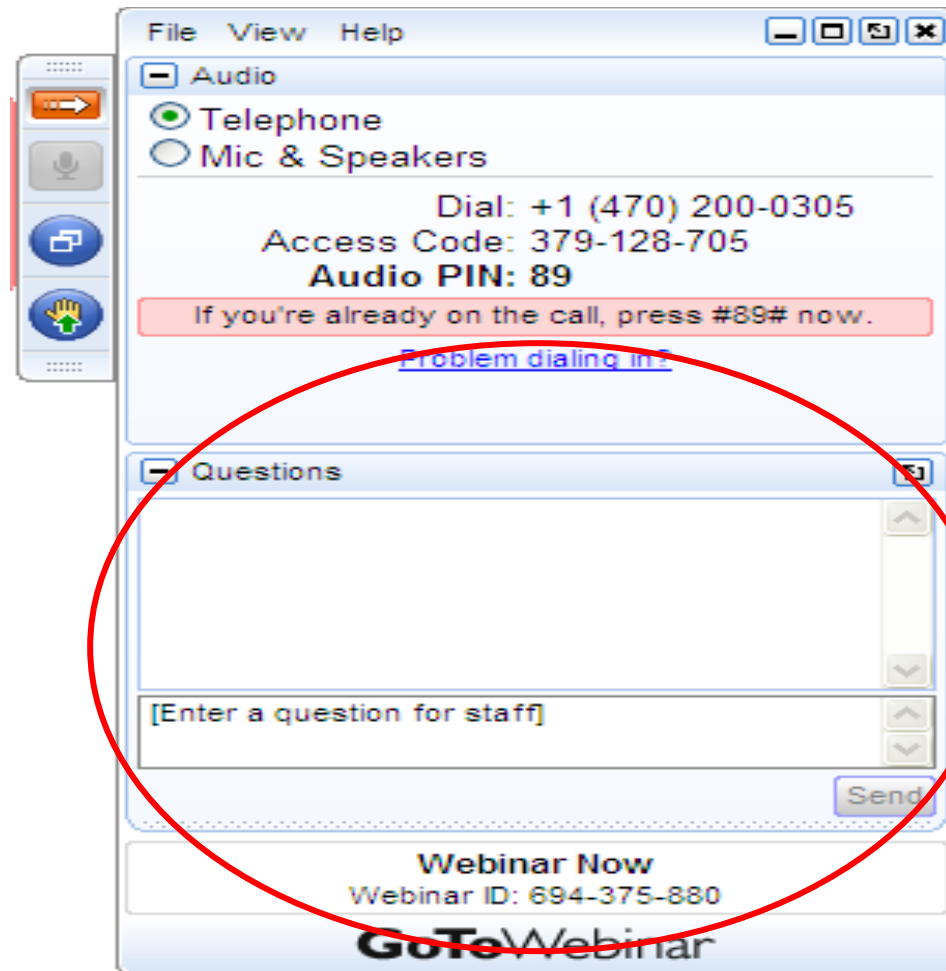 File View Help
Audio
Telephone
Mic & Speakers
Dial: +1 (470) 200-0305
Access Code: 379-128-705
Audio PIN: 89
If you're already on the call, press #89# now.
Problem dialing in?
Questions
[Enter a question for staff]
Send
Webinar Now
Webinar ID: 694-375-880
GoToWebinar